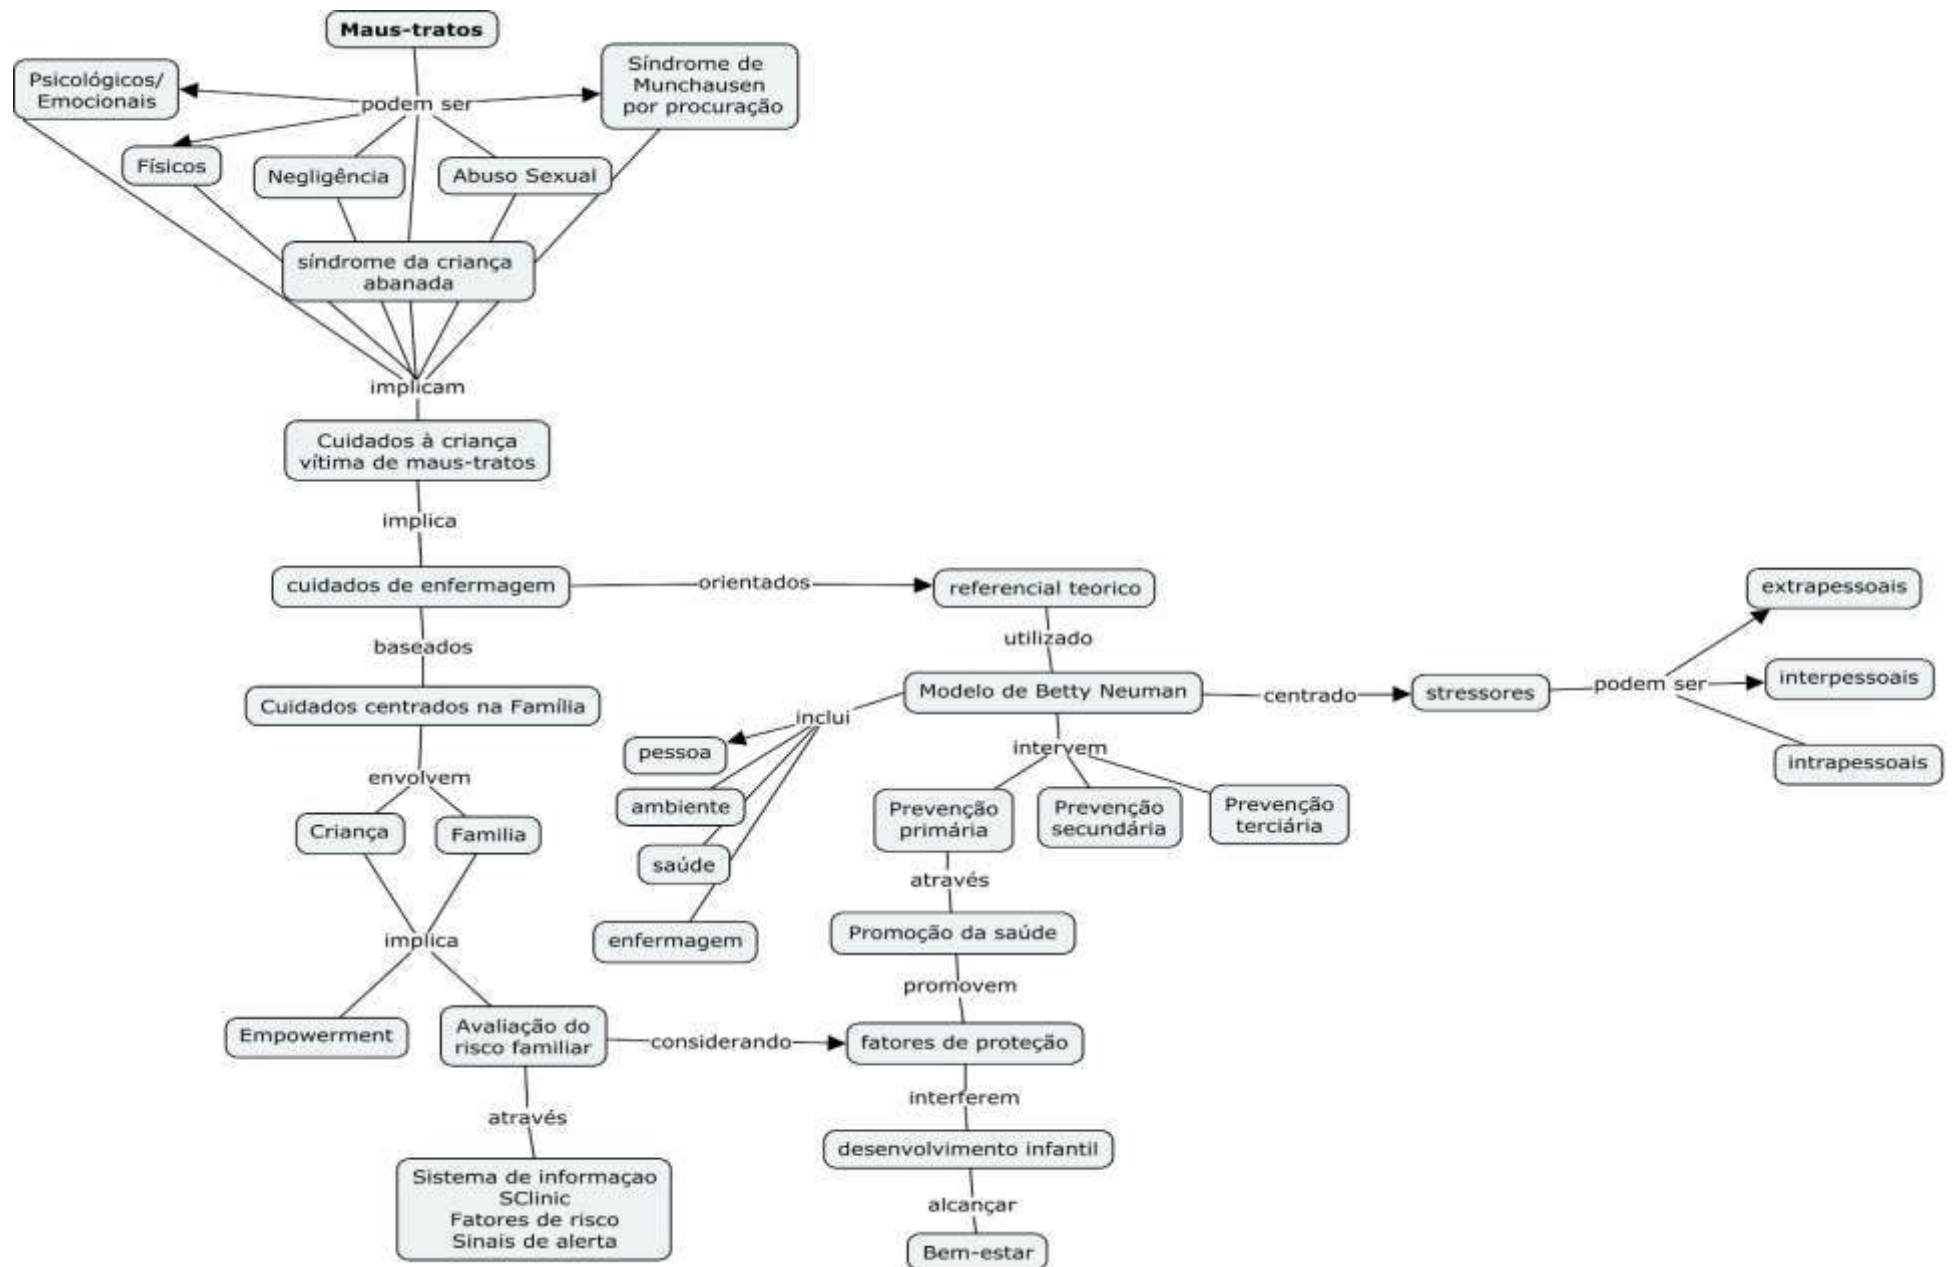 Maus-tratos
Psicológicos/
Emocionais
Síndrome de
Munchausen
por procuração
podem ser
Físicos
Negligência
Abuso Sexual
síndrome da criança
abanada
implicam
Cuidados à criança
vítima de maus-tratos
implica
cuidados de enfermagem
orientados
referencial teorico
baseados
utilizado
Cuidados centrados na Família
Modelo de Betty Neuman
centrado
stressores
podem ser
extrapessoais
interpessoais
intrapessoais
inclui
pessoa
ambiente
saúde
enfermagem
intervem
Prevenção
primária
Prevenção
secundária
Prevenção
terciária
envolvem
Criança
Familia
implica
Empowerment
Avaliação do
risco familiar
considerando
através
Promoção da saúde
promovem
fatores de proteção
interferem
desenvolvimento infantil
alcançar
Bem-estar
através
Sistema de informaçao
SClinic
Fatores de risco
Sinais de alerta